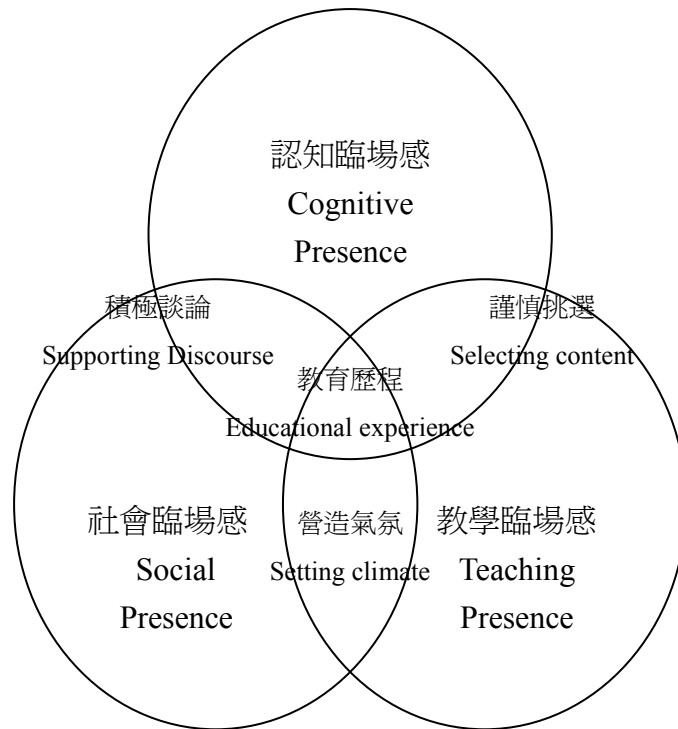 認知臨場感
Cognitive
Presence
積極談論
Supporting Discourse
謹慎挑選
Selecting content
教育歷程
Educational experience
社會臨場感
Social
Presence
營造氣氛
Setting climate
教學臨場感
Teaching
Presence